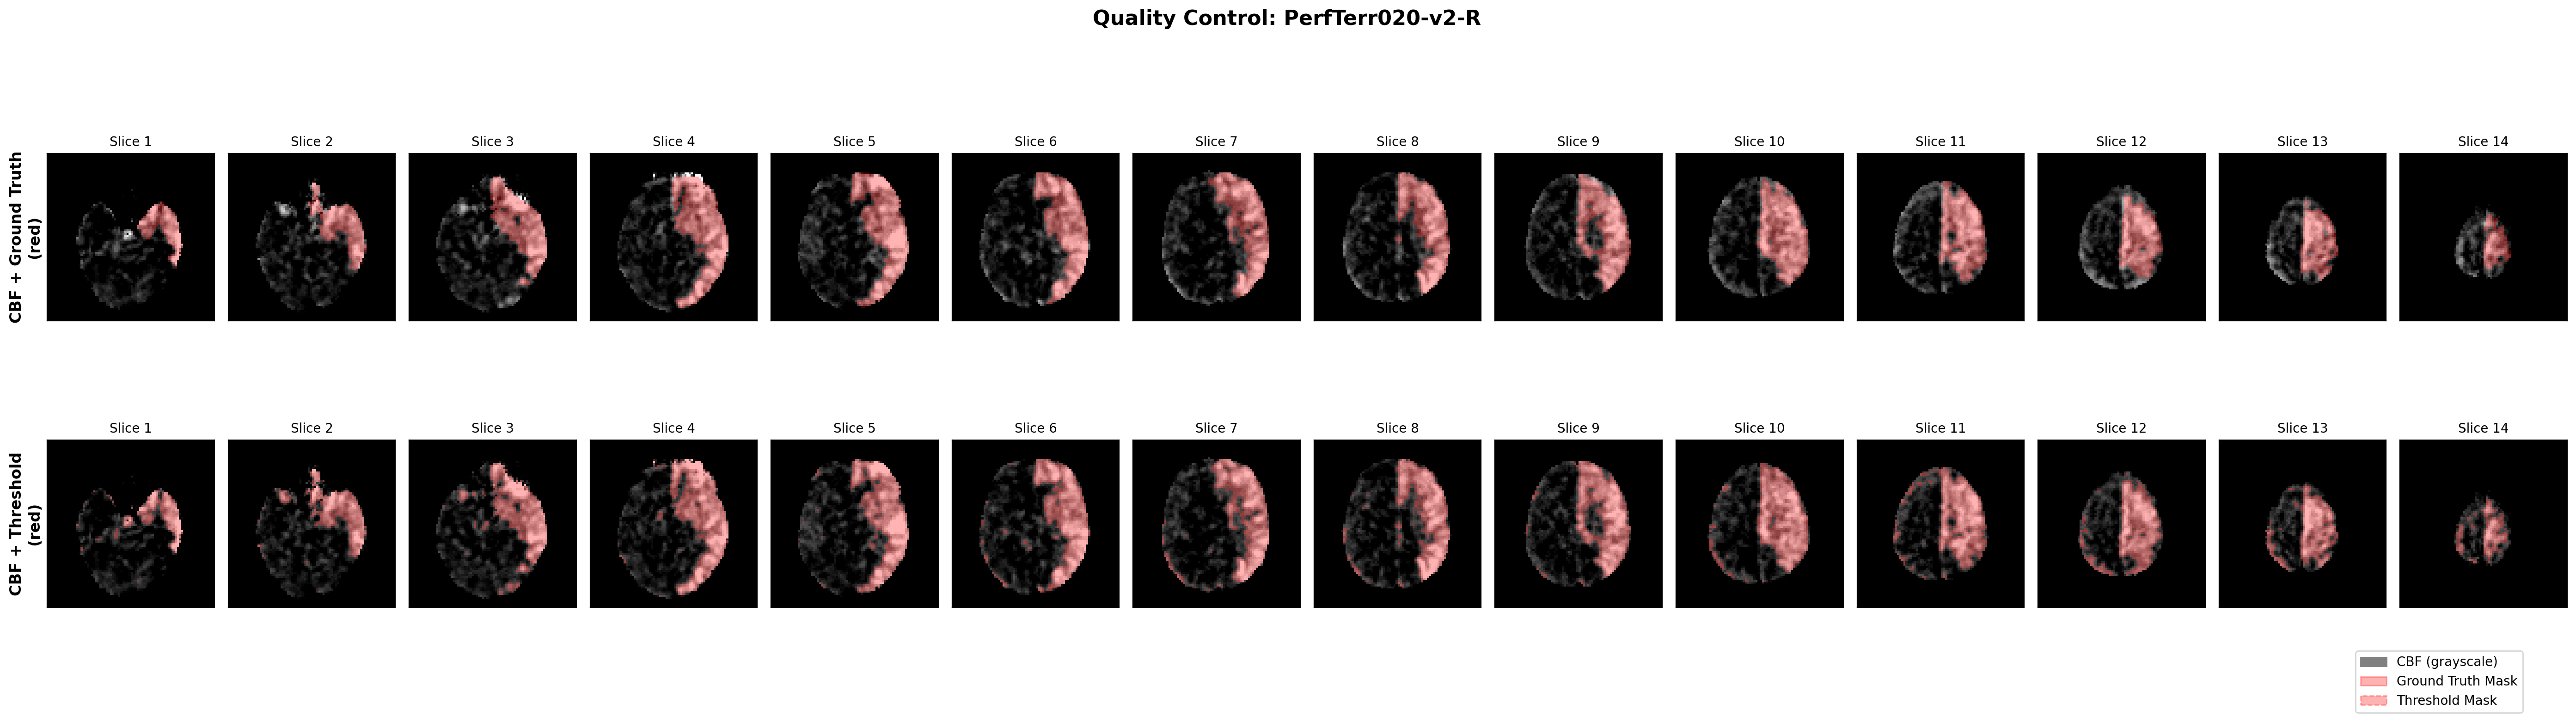 Quality Control: PerfTerr020-v2-R
CBF + Ground Truth
(red)
Slice 1
Slice 2
Slice 3
Slice 4
Slice 5
Slice 6
Slice 7
Slice 8
Slice 9
Slice 10
Slice 11
Slice 12
Slice 13
Slice 14
CBF + Threshold
(red)
Slice 1
Slice 2
Slice 3
Slice 4
Slice 5
Slice 6
Slice 7
Slice 8
Slice 9
Slice 10
Slice 11
Slice 12
Slice 13
Slice 14
CBF (grayscale)
Ground Truth Mask
Threshold Mask